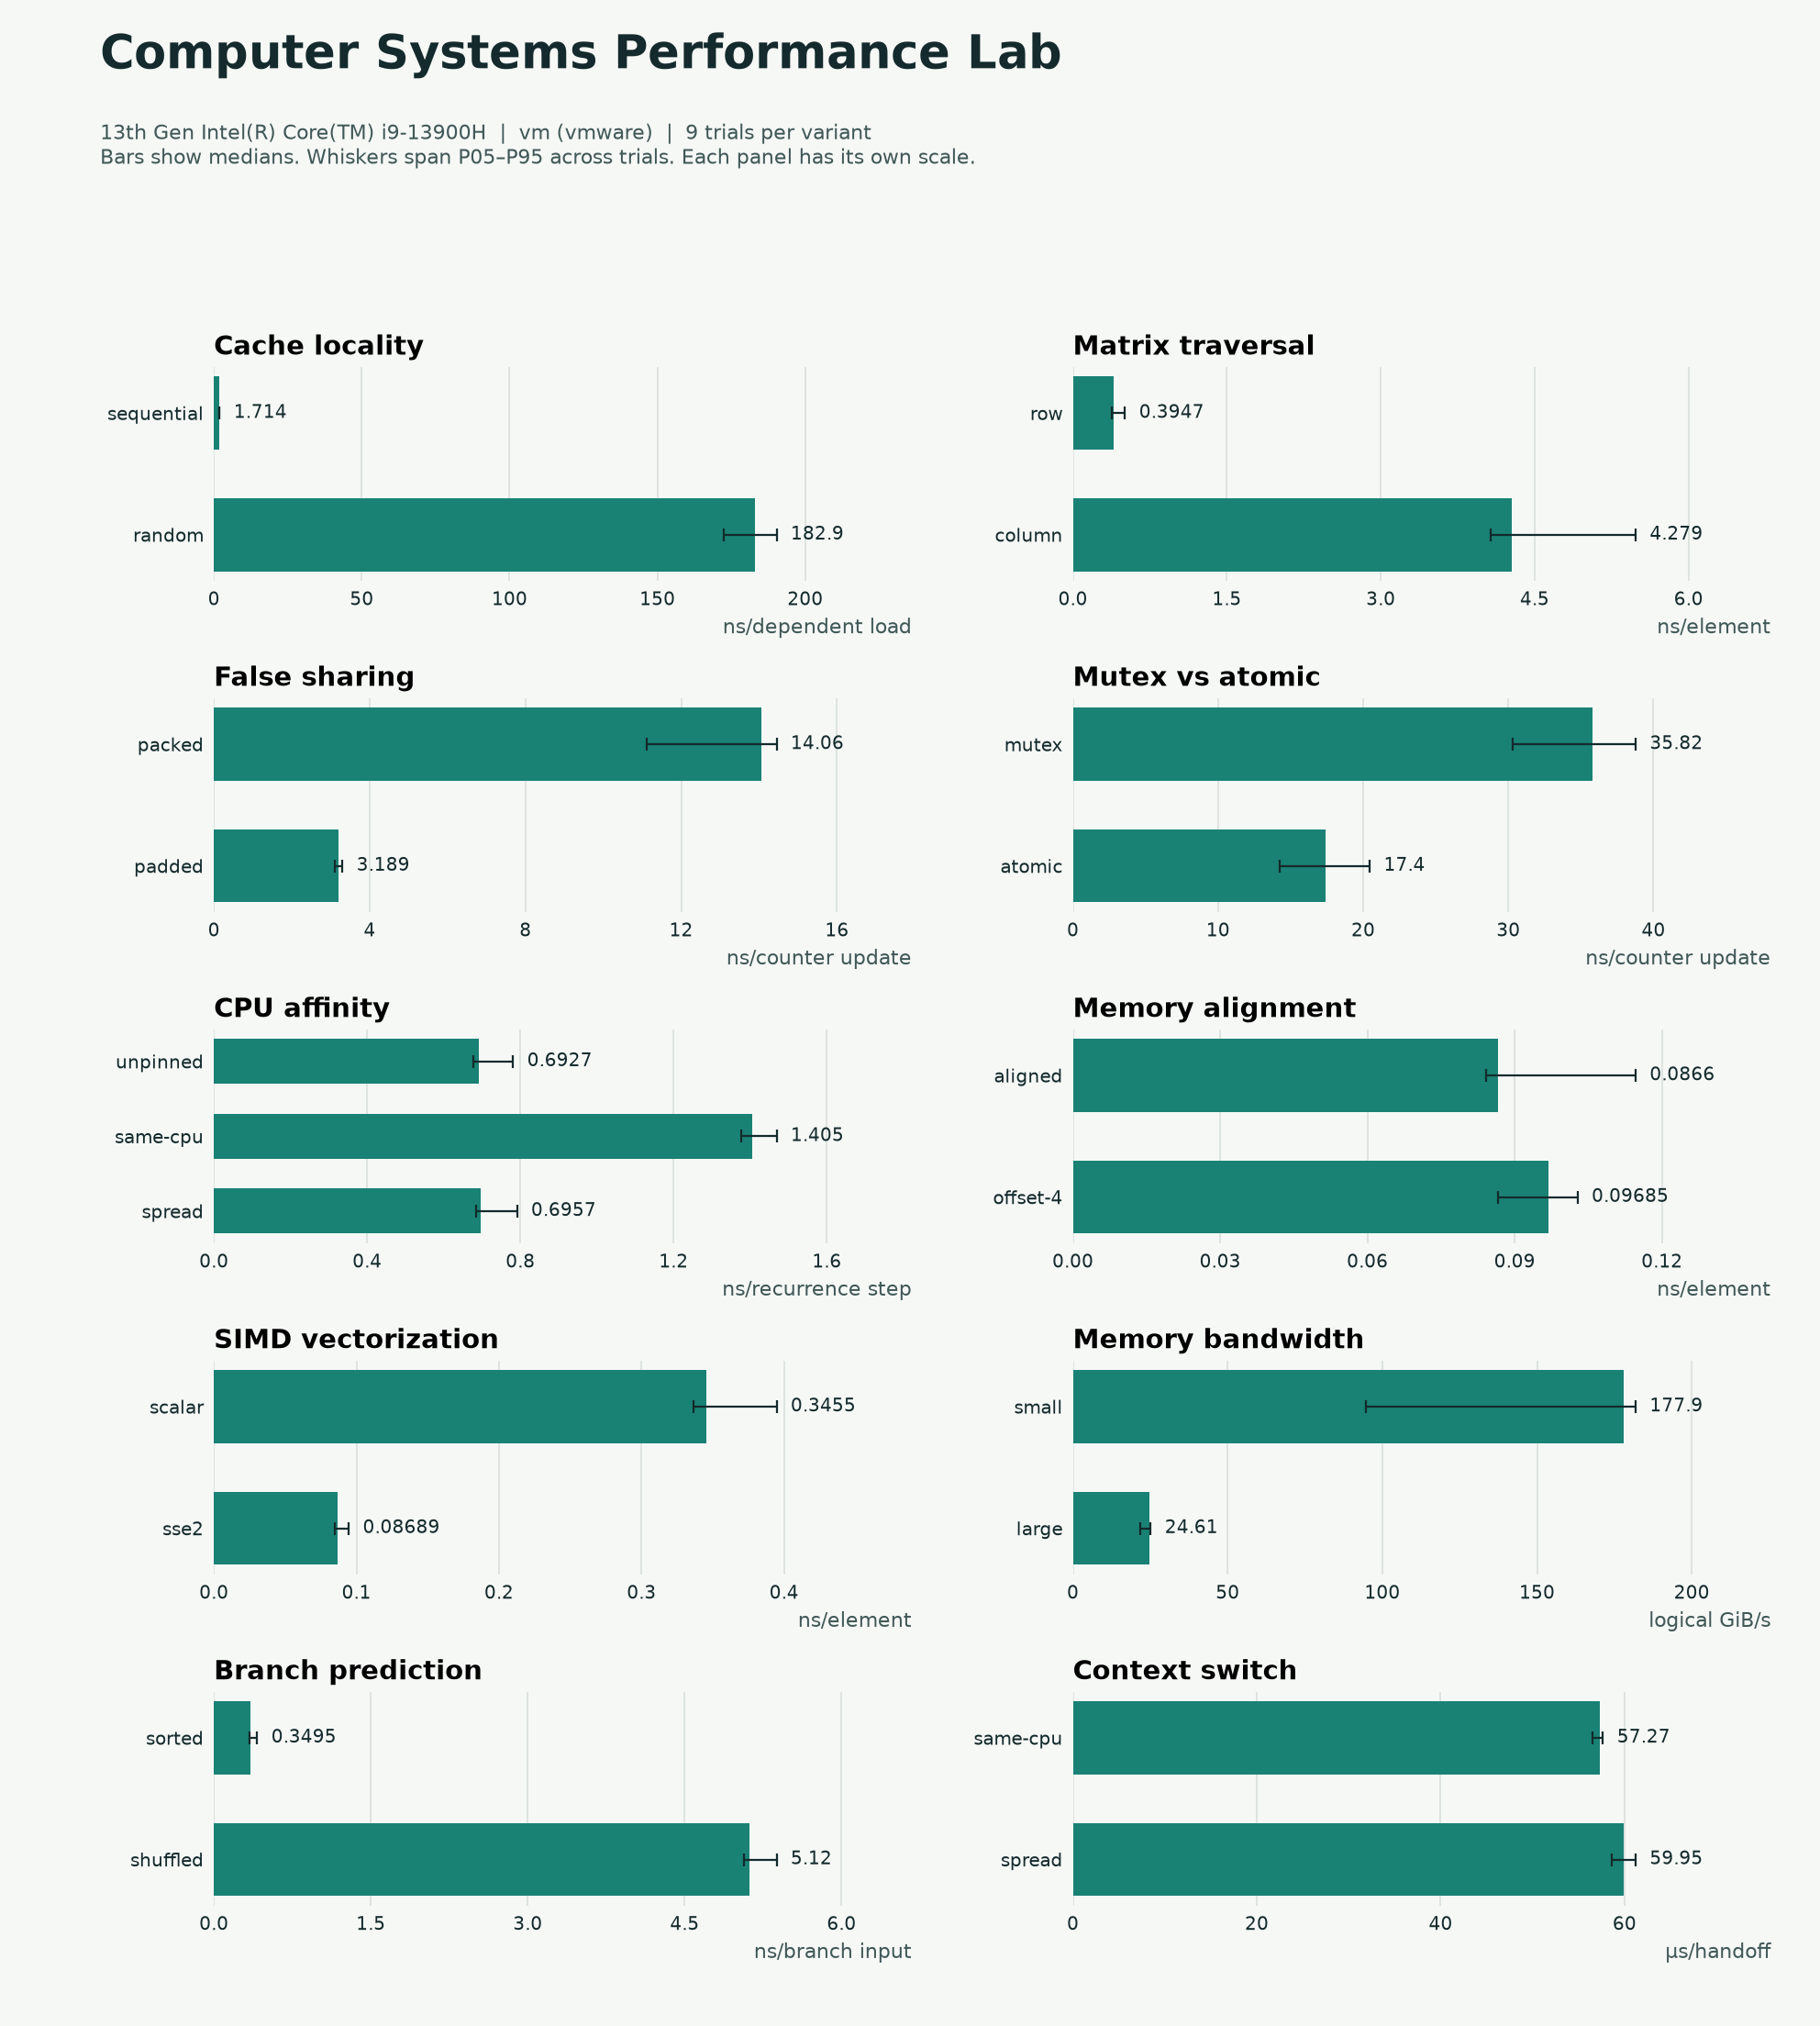 Computer Systems Performance Lab
13th Gen Intel(R) Core(TM) i9-13900H | vm (vmware) | 9 trials per variant
Bars show medians. Whiskers span P05–P95 across trials. Each panel has its own scale.
Cache locality
sequential 1.714
random 182.9
0 50 100 150 200
ns/dependent load
Matrix traversal
row 0.3947
column 4.279
0.0 1.5 3.0 4.5 6.0
ns/element
False sharing
packed 14.06
padded 3.189
0 4 8 12 16
ns/counter update
Mutex vs atomic
mutex 35.82
atomic 17.4
0 10 20 30 40
ns/counter update
CPU affinity
unpinned 0.6927
same-cpu 1.405
spread 0.6957
0.0 0.4 0.8 1.2 1.6
ns/recurrence step
Memory alignment
aligned 0.0866
offset-4 0.09685
0.00 0.03 0.06 0.09 0.12
ns/element
SIMD vectorization
scalar 0.3455
sse2 0.08689
0.0 0.1 0.2 0.3 0.4
ns/element
Memory bandwidth
small 177.9
large 24.61
0 50 100 150 200
logical GiB/s
Branch prediction
sorted 0.3495
shuffled 5.12
0.0 1.5 3.0 4.5 6.0
ns/branch input
Context switch
same-cpu 57.27
spread 59.95
0 20 40 60
µs/handoff